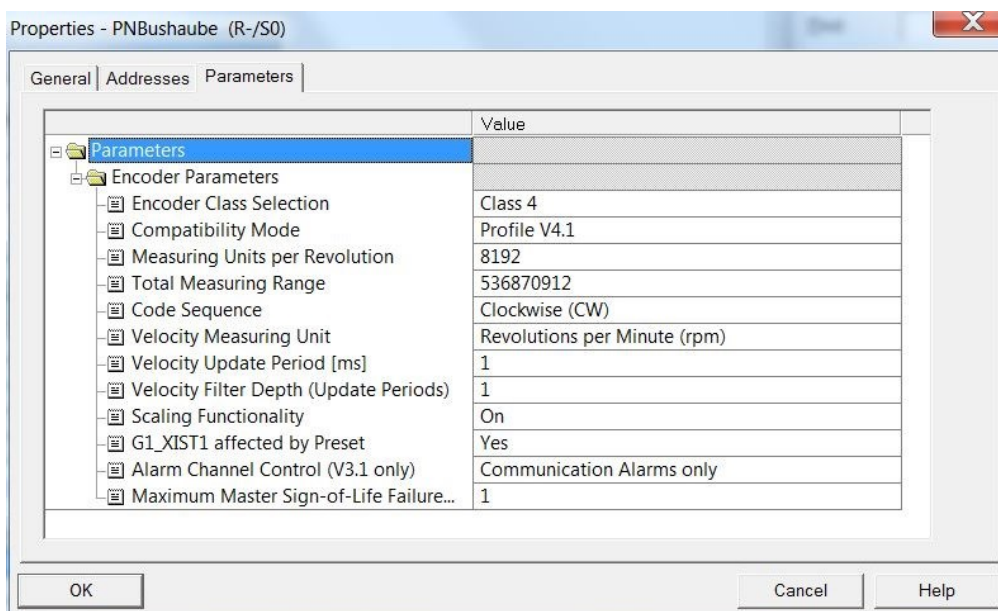 Properties - PNBushaube (R-/S0)
General Addresses Parameters
Value
Parameters
Encoder Parameters
Encoder Class Selection Class 4
Compatibility Mode Profile V4.1
Measuring Units per Revolution 8192
Total Measuring Range 536870912
Code Sequence Clockwise (CW)
Velocity Measuring Unit Revolutions per Minute (rpm)
Velocity Update Period [ms] 1
Velocity Filter Depth (Update Periods) 1
Scaling Functionality On
G1_XIST1 affected by Preset Yes
Alarm Channel Control (V3.1 only) Communication Alarms only
Maximum Master Sign-of-Life Failure... 1
OK Cancel Help